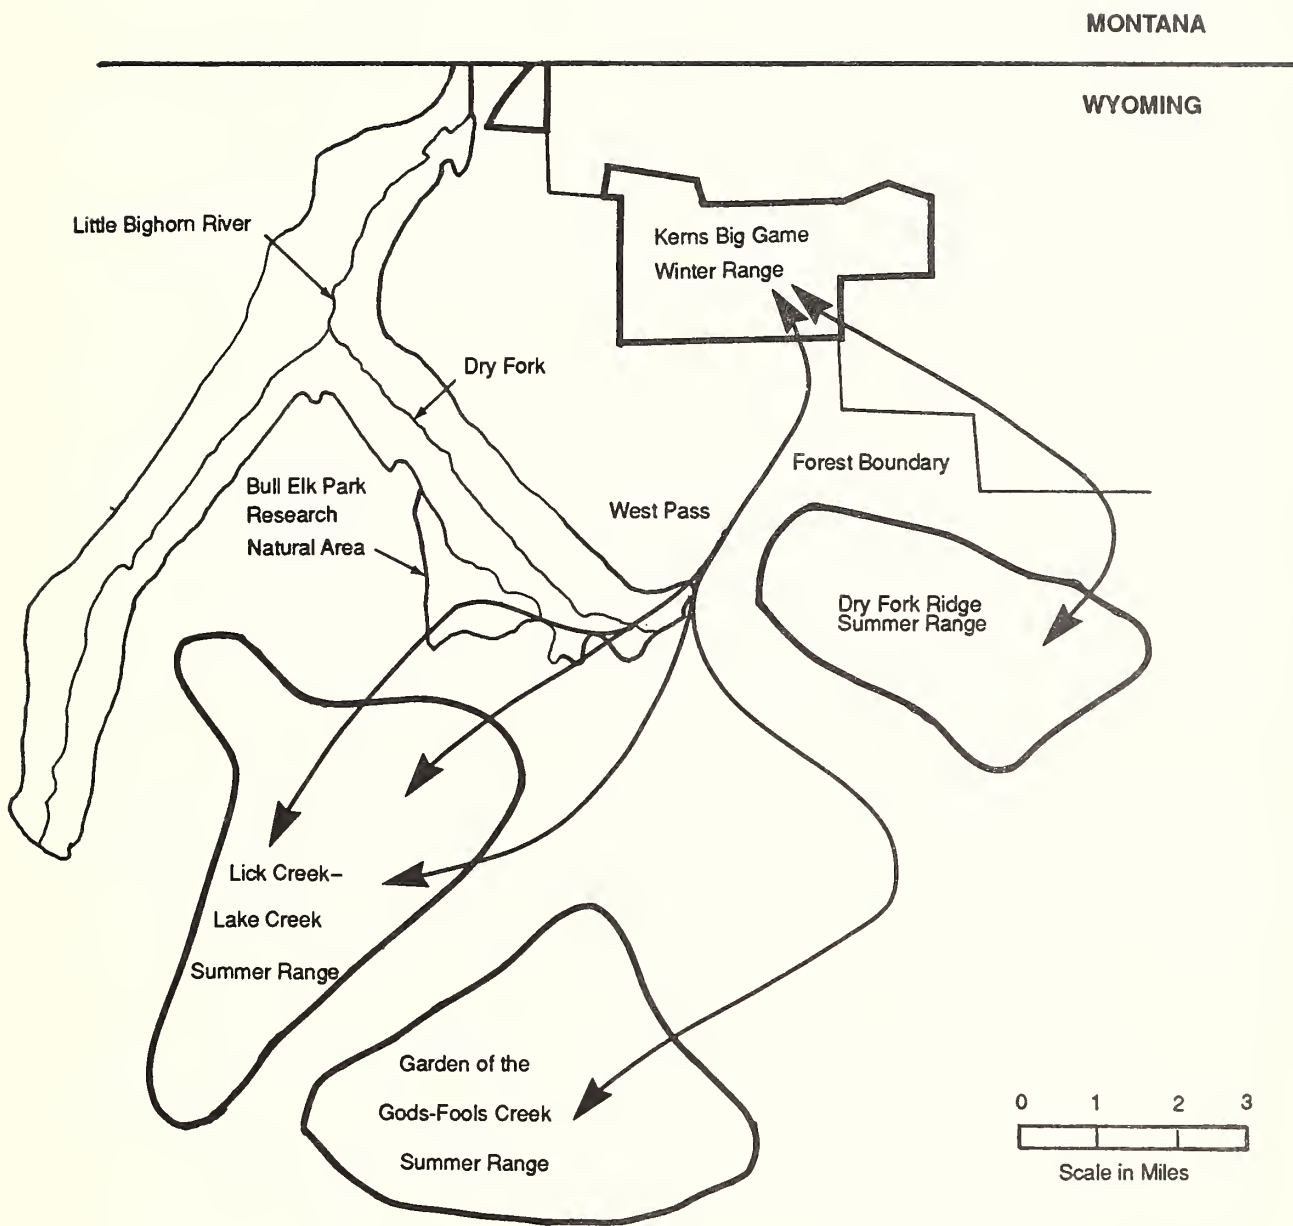 MONTANA
WYOMING
Little Bighorn River
Kerns Big Game
Winter Range
Dry Fork
Forest Boundary
Bull Elk Park
Research
Natural Area
West Pass
Dry Fork Ridge
Summer Range
Lick Creek–
Lake Creek
Summer Range
Garden of the
Gods-Fools Creek
Summer Range
0 1 2 3
Scale in Miles